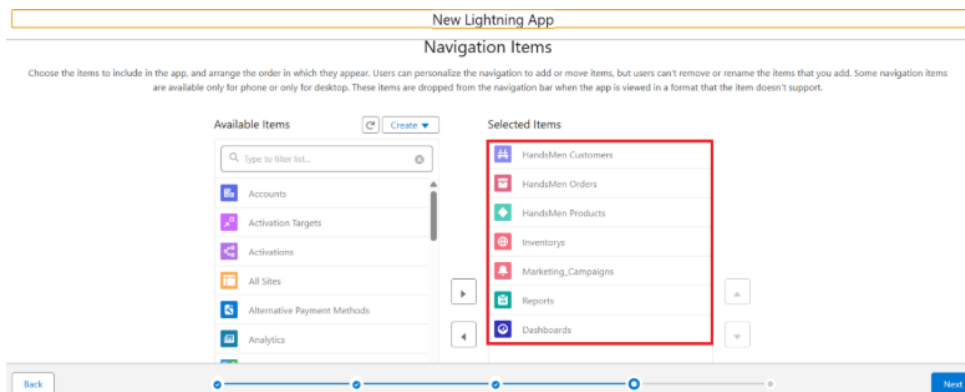 New Lightning App
Navigation Items
Choose the items to include in the app, and arrange the order in which they appear. Users can personalize the navigation to add or move items, but users can't remove or rename the items that you add. Some navigation items
are available only for phone or only for desktop. These items are dropped from the navigation bar when the app is viewed in a format that the item doesn't support.
Available Items
Create
Type to filter list...
Accounts
Activation Targets
Activations
All Sites
Alternative Payment Methods
Analytics
Selected Items
HandsMen Customers
HandsMen Orders
HandsMen Products
Inventorys
Marketing_Campaigns
Reports
Dashboards
Back
Next